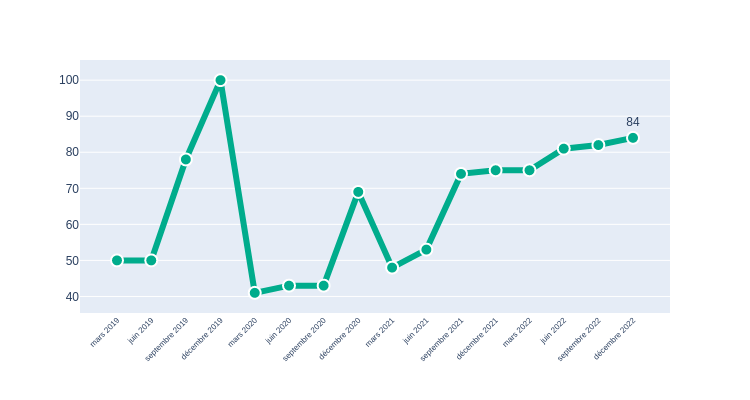 100
90
84
80
70
60
50
40
mars 2019
juin 2019
septembre 2019
décembre 2019
mars 2020
juin 2020
septembre 2020
décembre 2020
mars 2021
juin 2021
septembre 2021
décembre 2021
mars 2022
juin 2022
septembre 2022
décembre 2022